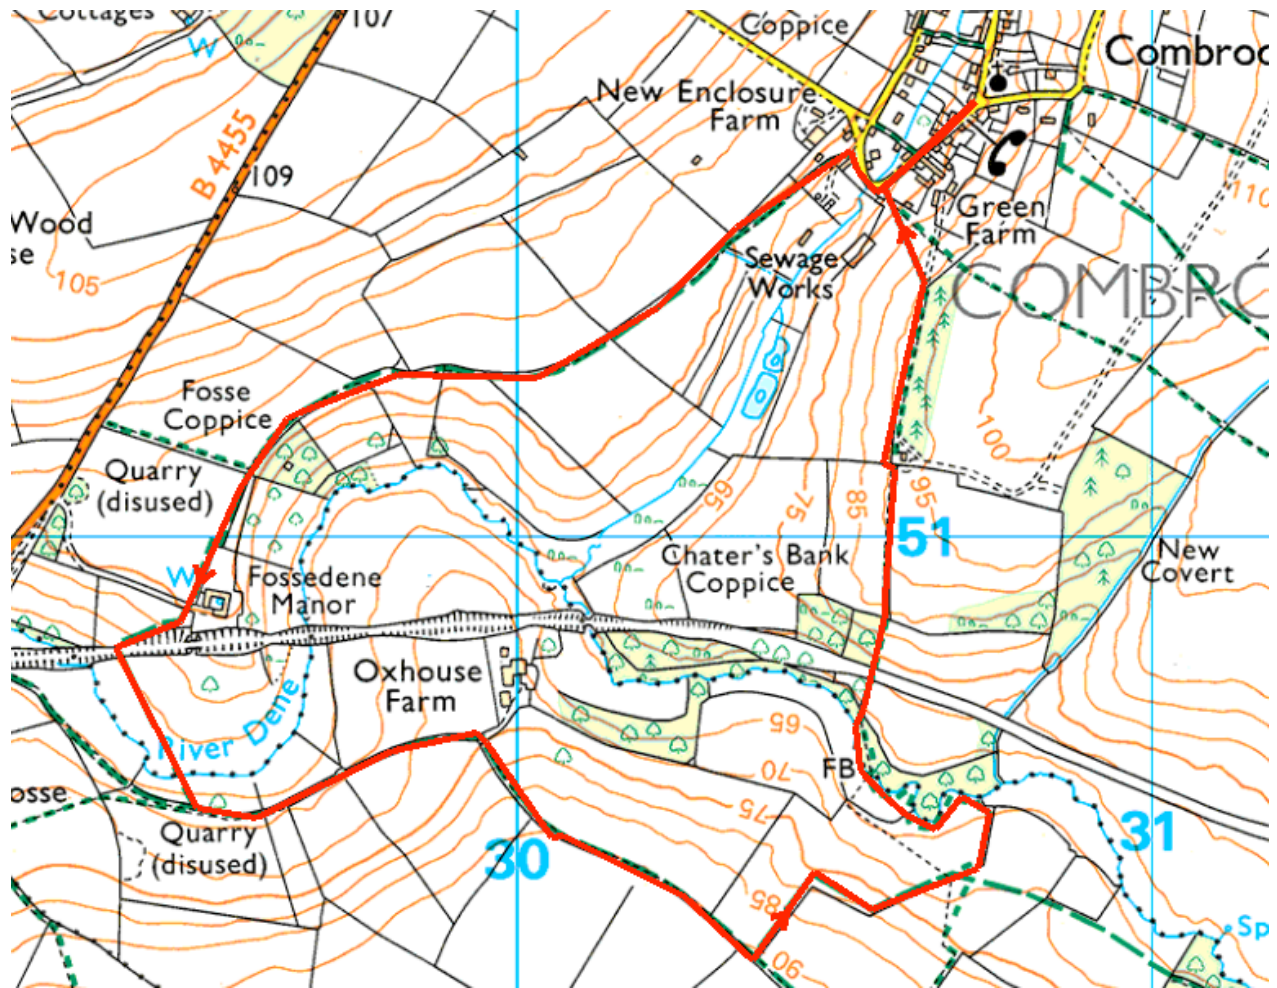 Cottages
107
W
Coppice
Combroo
New Enclosure
Farm
B 4455
109
110
Wood
se
Green
Farm
105
Sewage
Works
COMBRO
Fosse
Coppice
100
Quarry
(disused)
65
75
85
95
51
Chater's Bank
Coppice
New
Covert
W
Fossedene
Manor
Oxhouse
Farm
River Dene
65
70
FB
75
osse
Quarry
(disused)
30
31
85
90
Sp